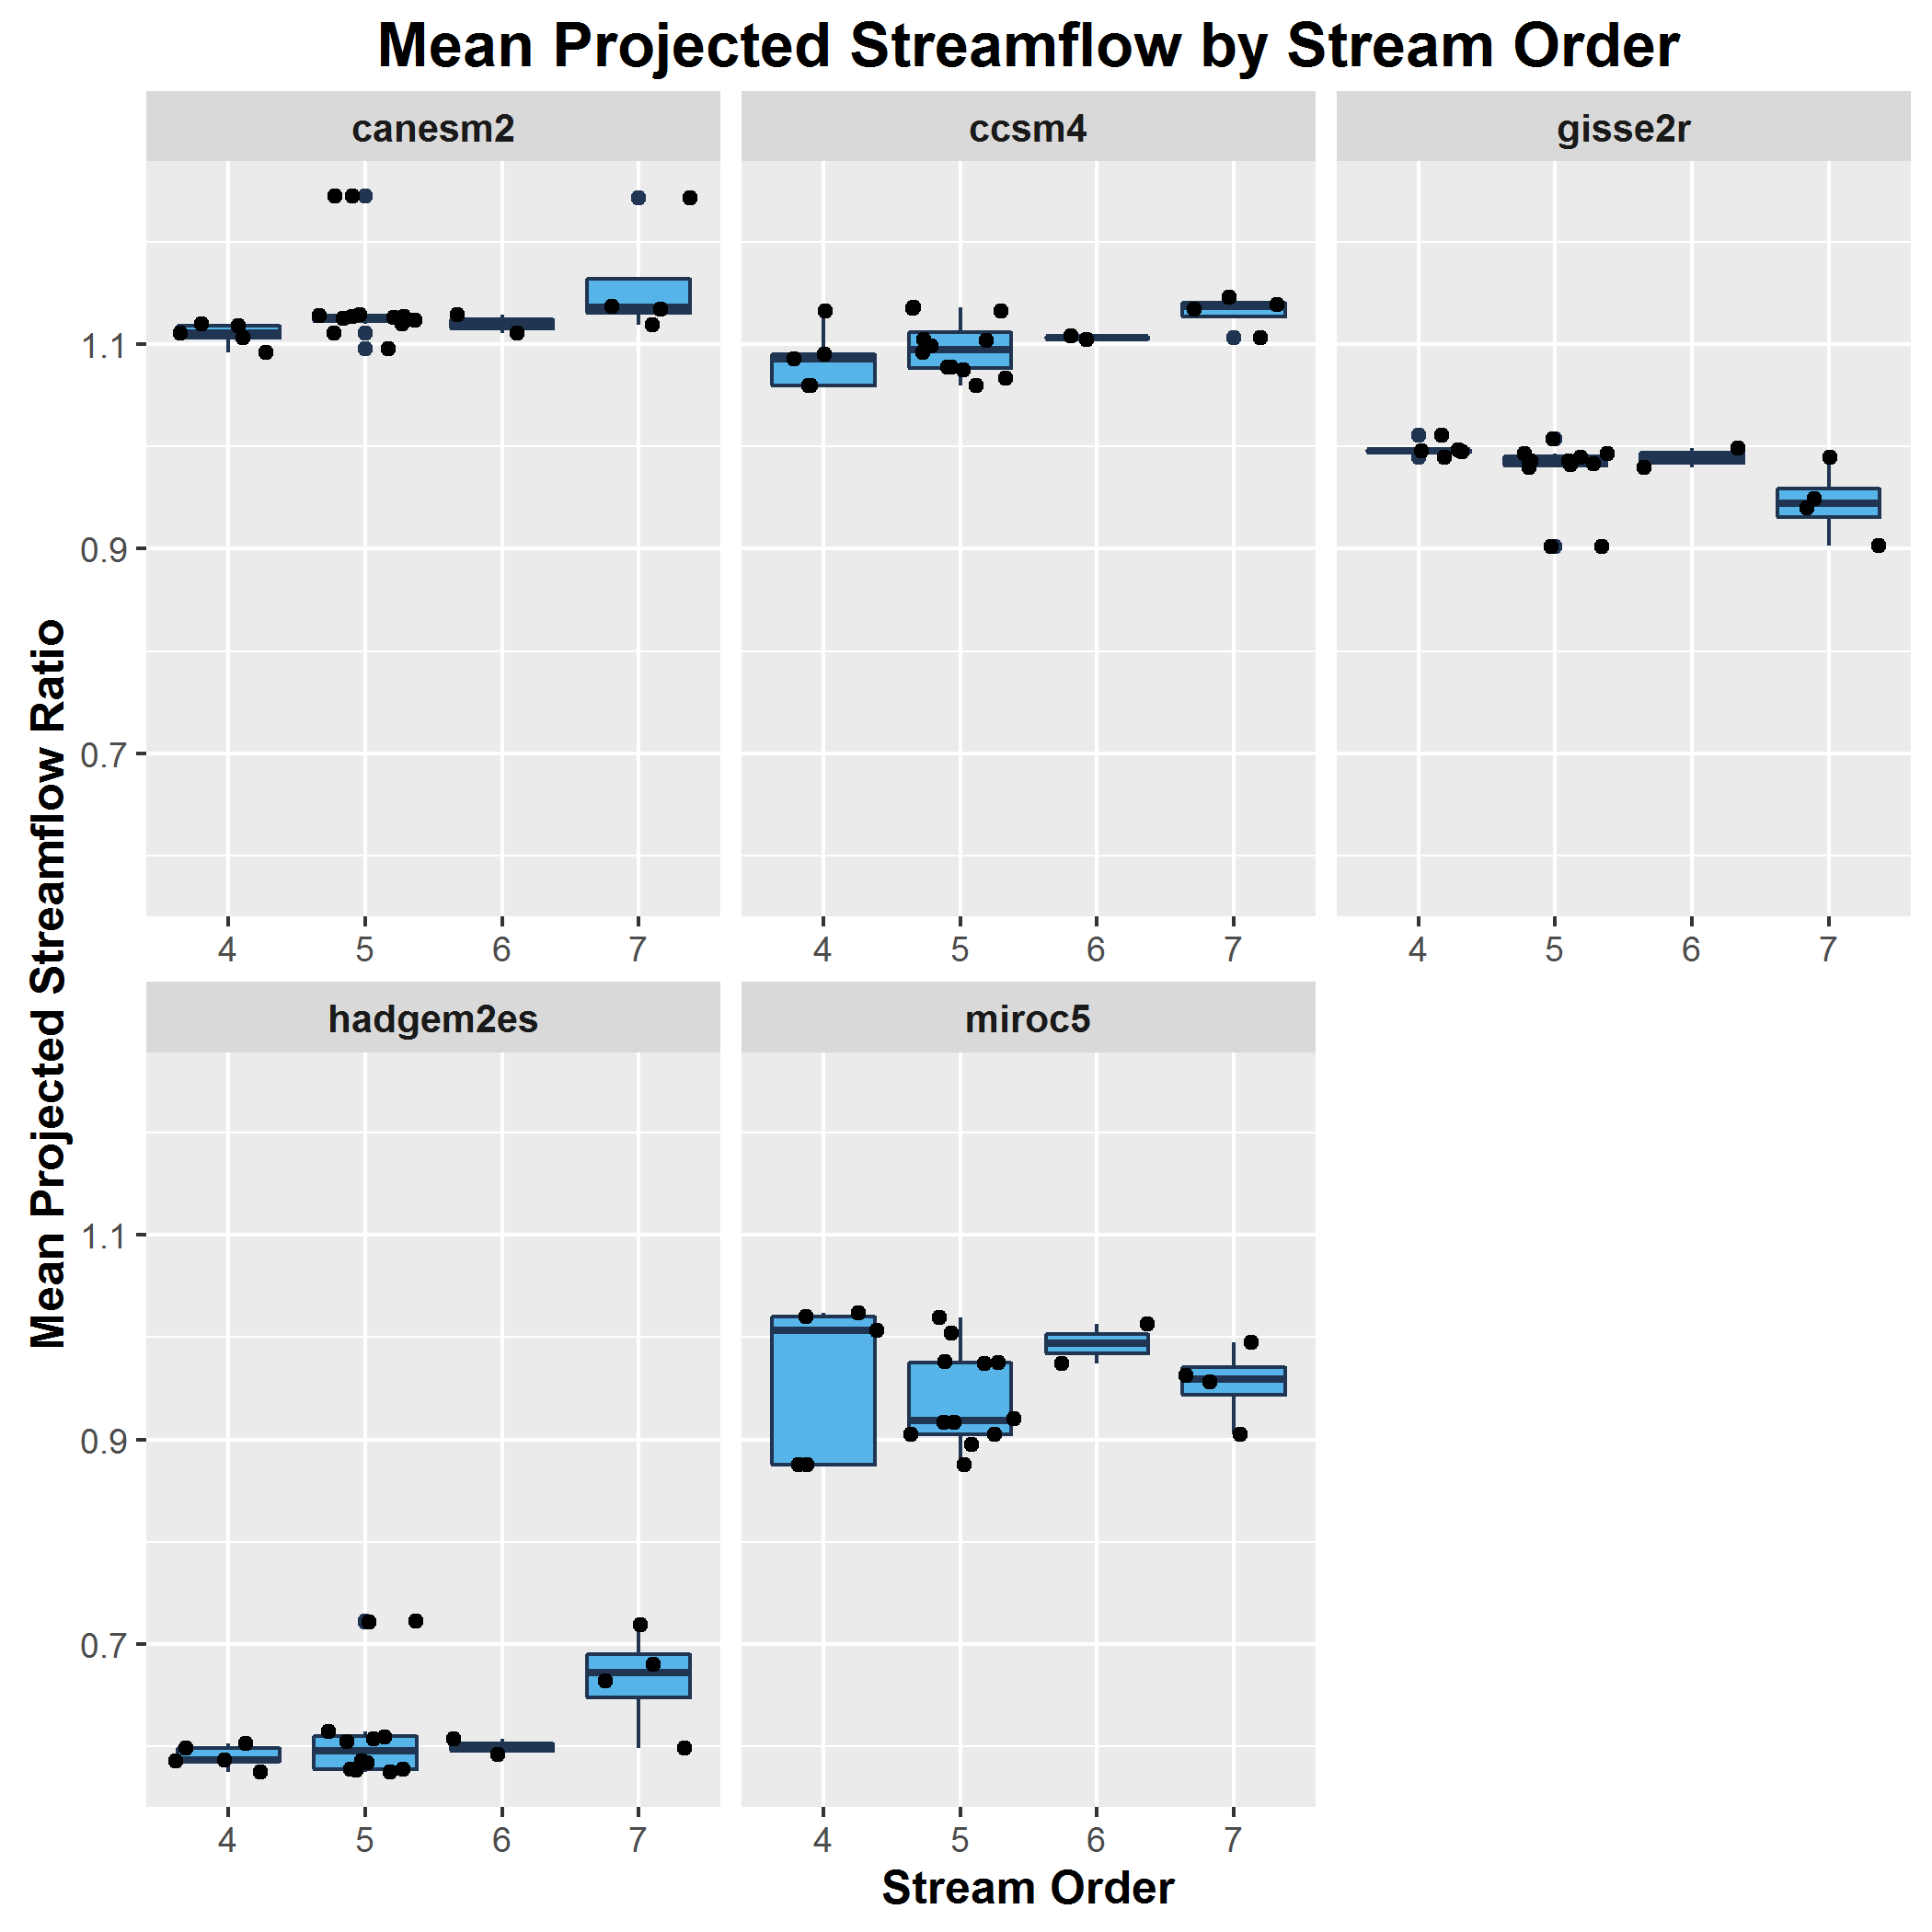 Mean Projected Streamflow by Stream Order
canesm2 ccsm4 gisse2r
1.1
0.9
0.7
4 5 6 7 4 5 6 7 4 5 6 7
Mean Projected Streamflow Ratio
hadgem2es miroc5
1.1
0.9
0.7
4 5 6 7 4 5 6 7
Stream Order